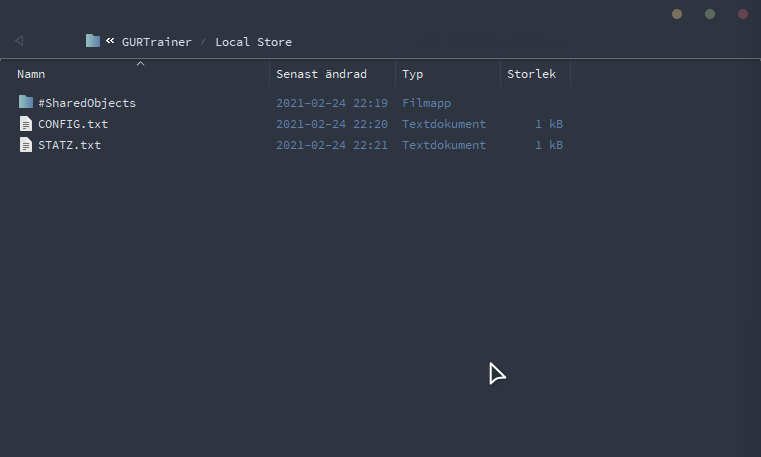 « GURTrainer / Local Store
Namn Senast ändrad Typ Storlek
#SharedObjects 2021-02-24 22:19 Filmapp
CONFIG.txt 2021-02-24 22:20 Textdokument 1 kB
STATZ.txt 2021-02-24 22:21 Textdokument 1 kB